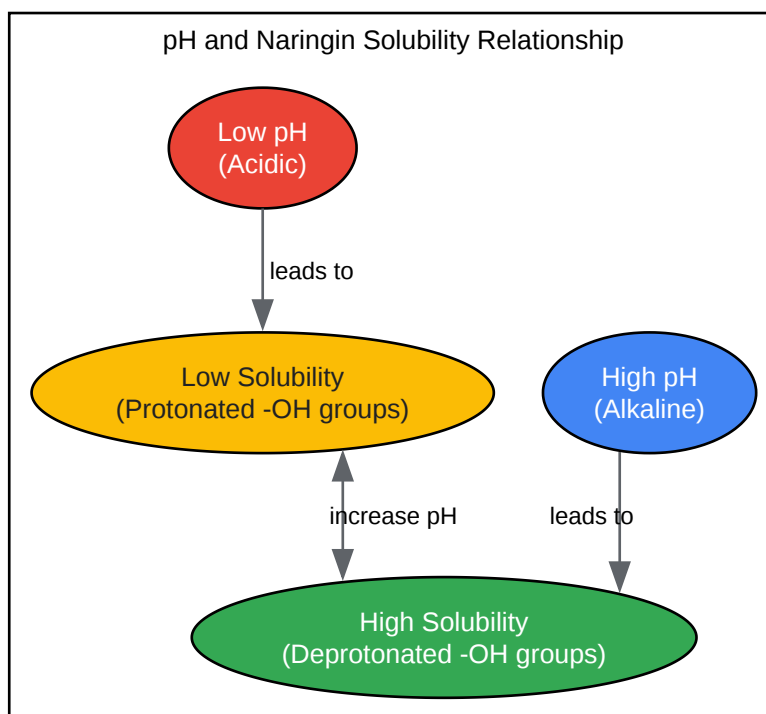 pH and Naringin Solubility Relationship
Low pH
(Acidic)
leads to
Low Solubility
(Protonated -OH groups)
High pH
(Alkaline)
increase pH
leads to
High Solubility
(Deprotonated -OH groups)